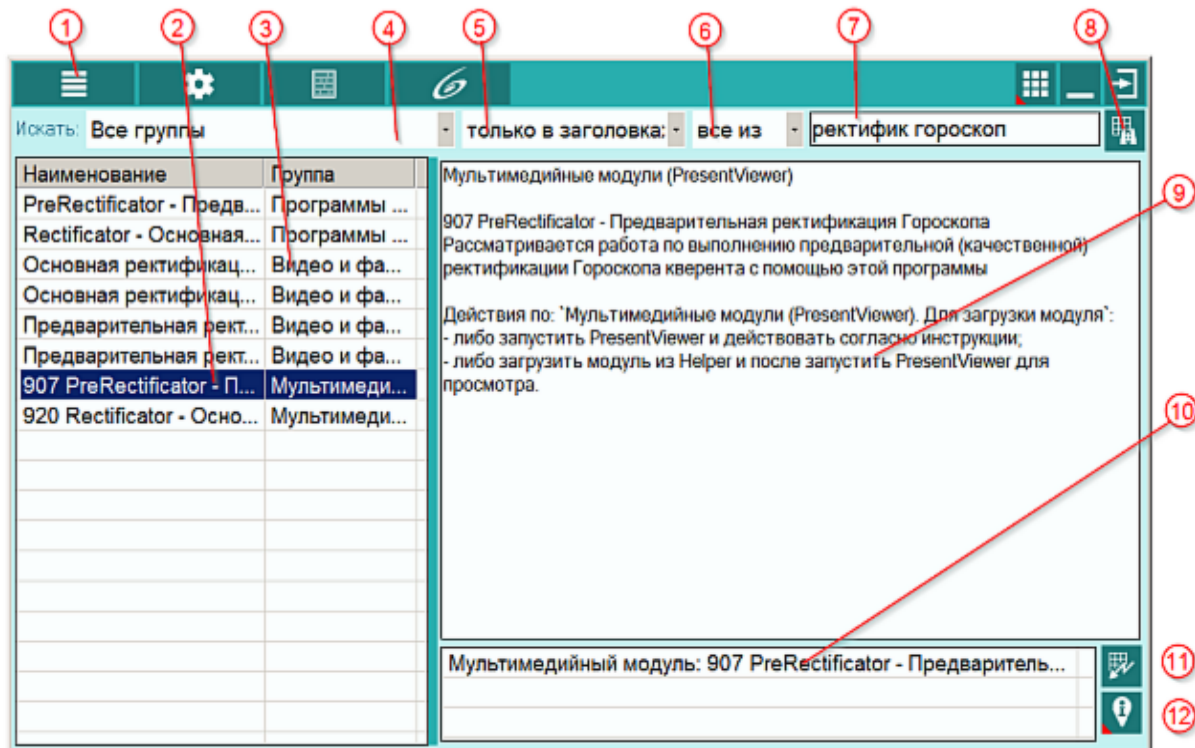 1 2 3 4 5 6 7 8
Искать: Все группы только в заголовка: все из ректифик гороскоп
Наименование Группа
PreRectificator - Предв... Программы ...
Rectificator - Основная... Программы ...
Основная ректификац... Видео и фа...
Основная ректификац... Видео и фа...
Предварительная рект... Видео и фа...
Предварительная рект... Видео и фа...
907 PreRectificator - П... Мультимеди...
920 Rectificator - Осно... Мультимеди...
Мультимедийные модули (PresentViewer)
907 PreRectificator - Предварительная ректификация Гороскопа
Рассматривается работа по выполнению предварительной (качественной)
ректификации Гороскопа кверента с помощью этой программы
Действия по: `Мультимедийные модули (PresentViewer). Для загрузки модуля`:
- либо запустить PresentViewer и действовать согласно инструкции;
- либо загрузить модуль из Helper и после запустить PresentViewer для
просмотра.
9
10
Мультимедийный модуль: 907 PreRectificator - Предваритель...
11
12